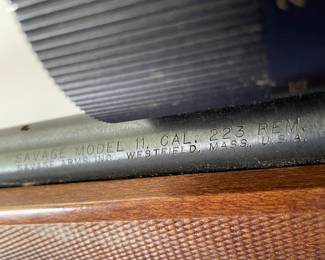 SAVAGE MODEL 11, CAL. 223 REM.
SAVAGE ARMS INC. WESTFIELD, MASS. U.S.A.